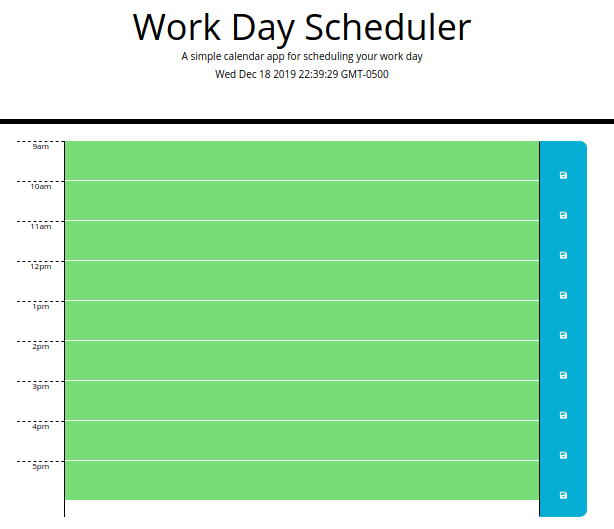 Work Day Scheduler
A simple calendar app for scheduling your work day
Wed Dec 18 2019 22:39:29 GMT-0500
9am
10am
11am
12pm
1pm
2pm
3pm
4pm
5pm